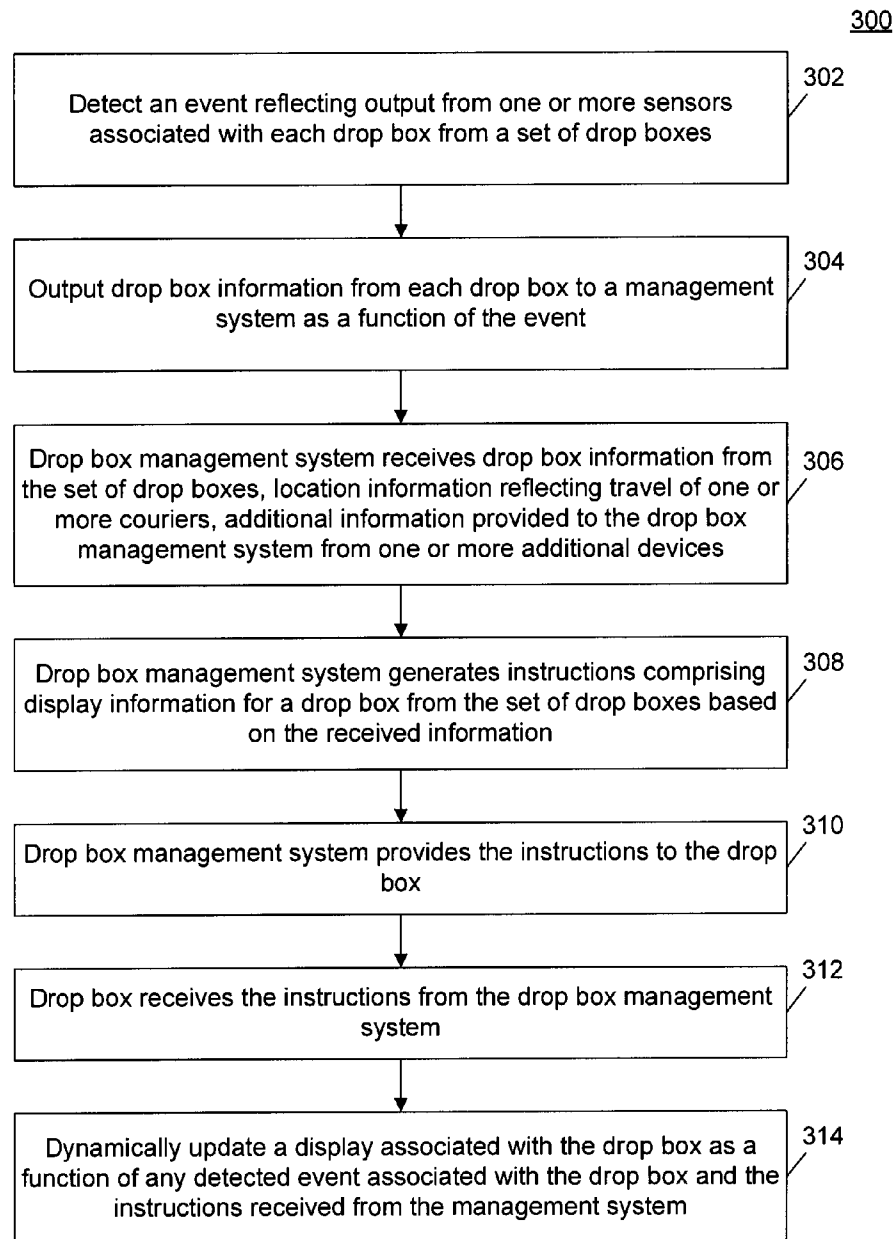 300
Detect an event reflecting output from one or more sensors
associated with each drop box from a set of drop boxes
302
Output drop box information from each drop box to a management
system as a function of the event
304
Drop box management system receives drop box information from
the set of drop boxes, location information reflecting travel of one
or more couriers, additional information provided to the drop box
management system from one or more additional devices
306
Drop box management system generates instructions comprising
display information for a drop box from the set of drop boxes based
on the received information
308
Drop box management system provides the instructions to the drop
box
310
Drop box receives the instructions from the drop box management
system
312
Dynamically update a display associated with the drop box as a
function of any detected event associated with the drop box and the
instructions received from the management system
314